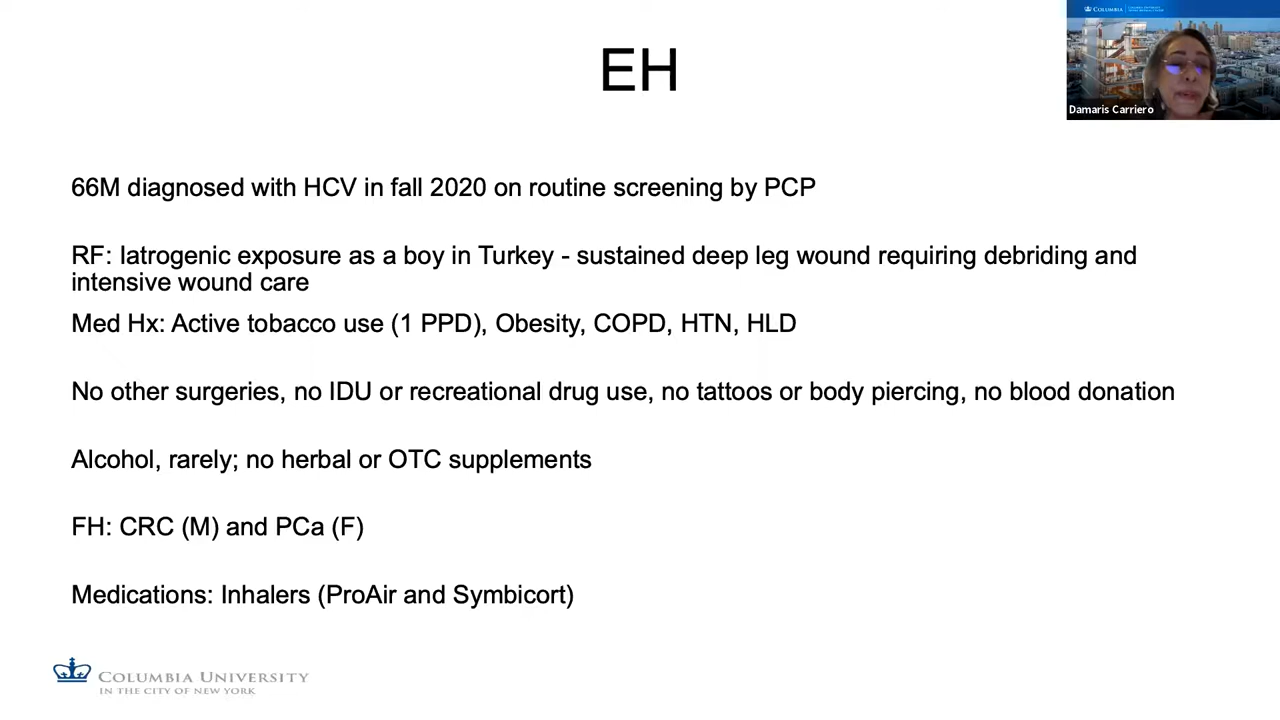 COLUMBIA
EH
Damaris Carriero
66M diagnosed with HCV in fall 2020 on routine screening by PCP
RF: Iatrogenic exposure as a boy in Turkey - sustained deep leg wound requiring debriding and
intensive wound care
Med Hx: Active tobacco use (1 PPD), Obesity, COPD, HTN, HLD
No other surgeries, no IDU or recreational drug use, no tattoos or body piercing, no blood donation
Alcohol, rarely; no herbal or OTC supplements
FH: CRC (M) and PCa (F)
Medications: Inhalers (ProAir and Symbicort)
COLUMBIA UNIVERSITY
IN THE CITY OF NEW YORK